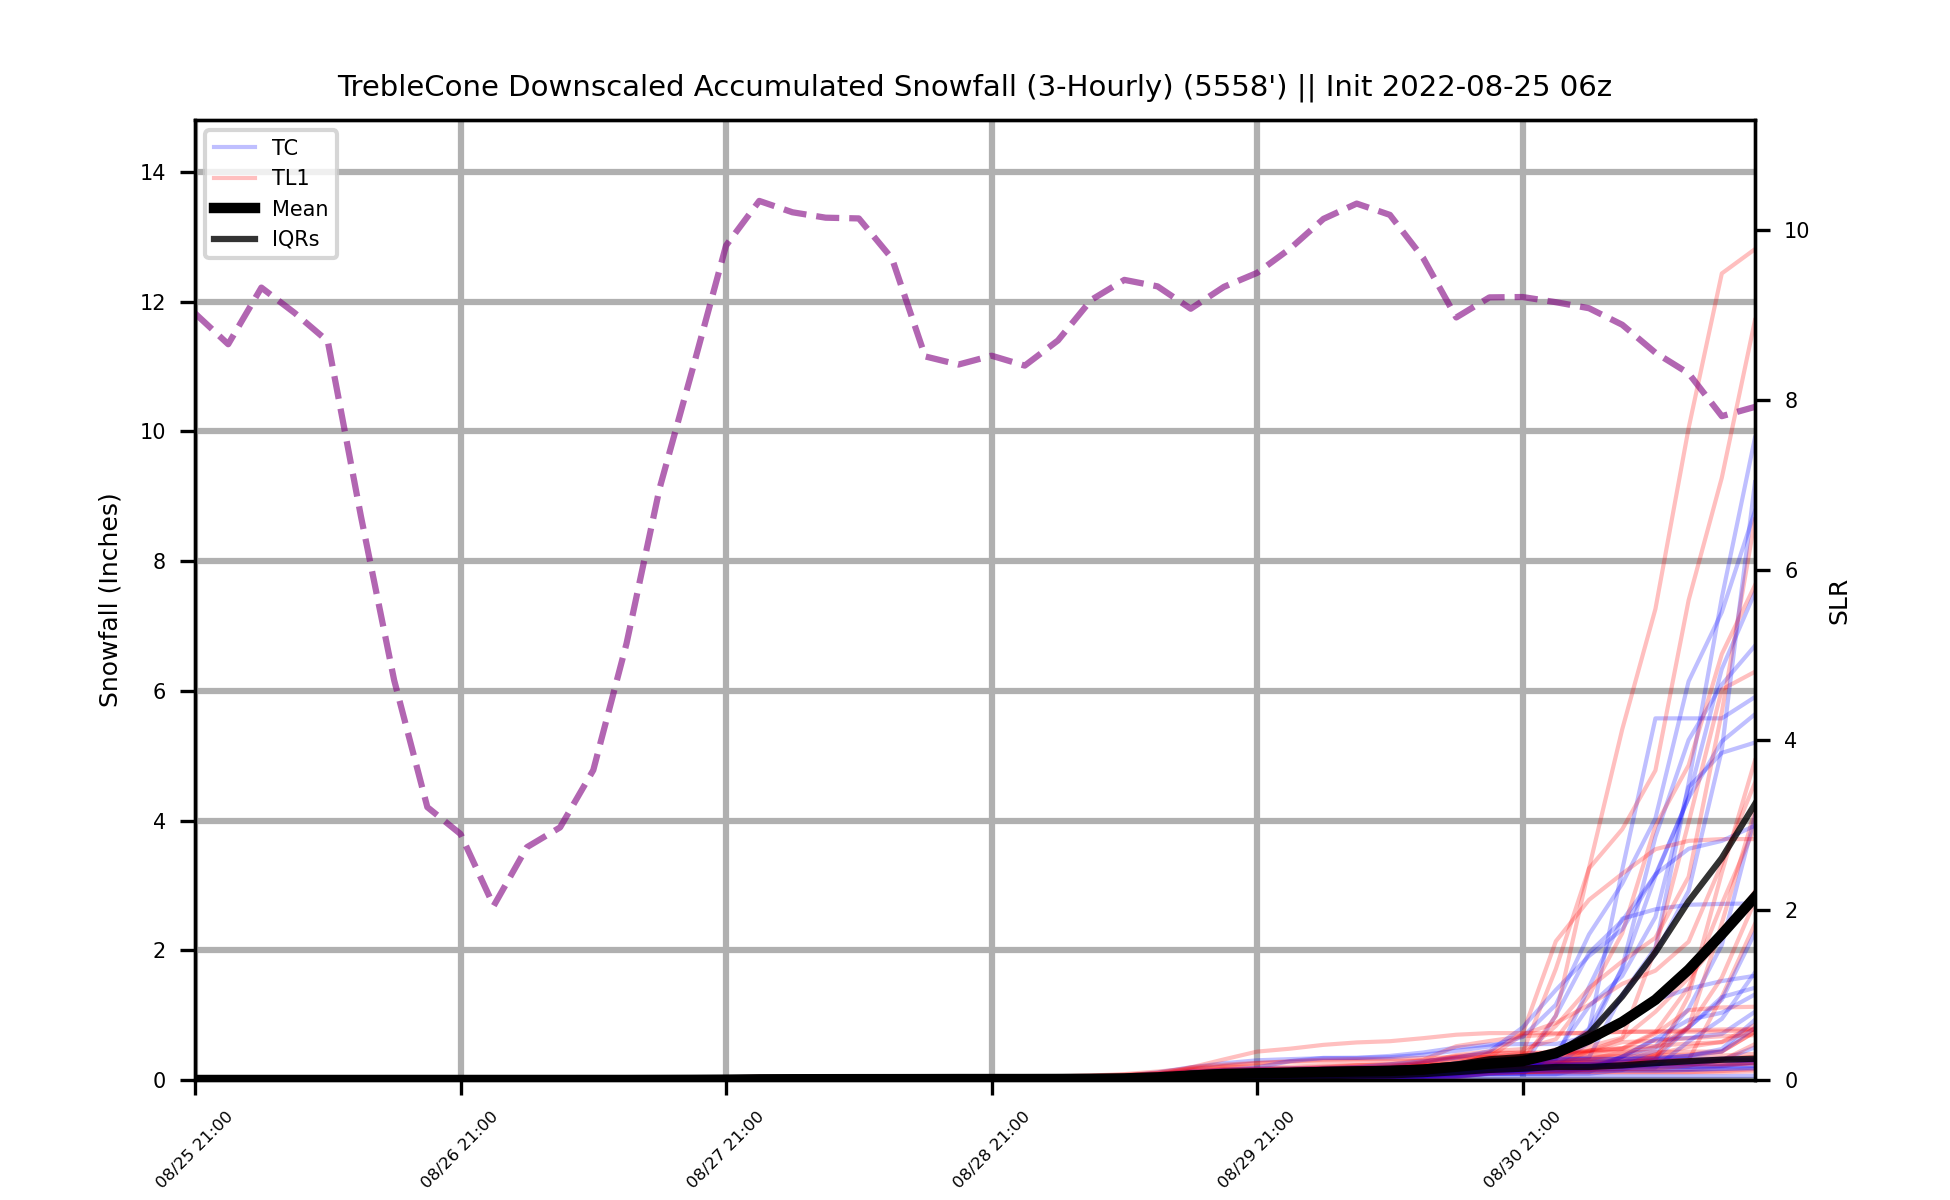 TrebleCone Downscaled Accumulated Snowfall (3-Hourly) (5558') || Init 2022-08-25 06z
TC
TL1
Mean
IQRs
Snowfall (Inches)
14
12
10
8
6
4
2
0
SLR
10
8
6
4
2
0
08/25 21:00
08/26 21:00
08/27 21:00
08/28 21:00
08/29 21:00
08/30 21:00